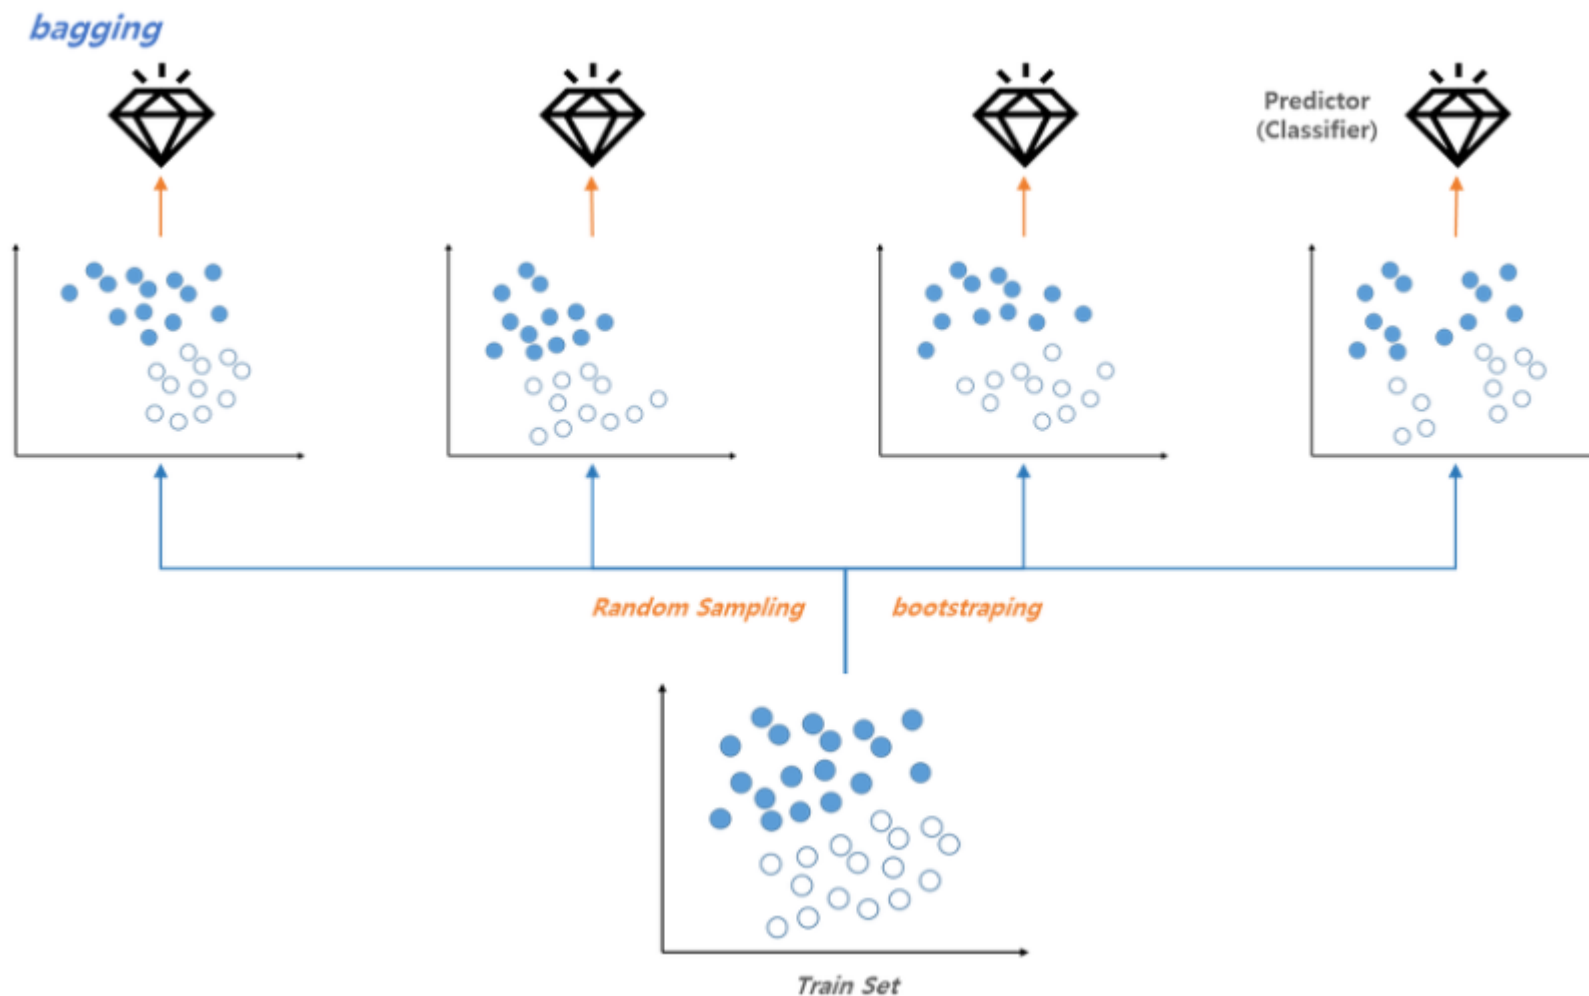 bagging
Predictor
(Classifier)
Random Sampling
bootstraping
Train Set